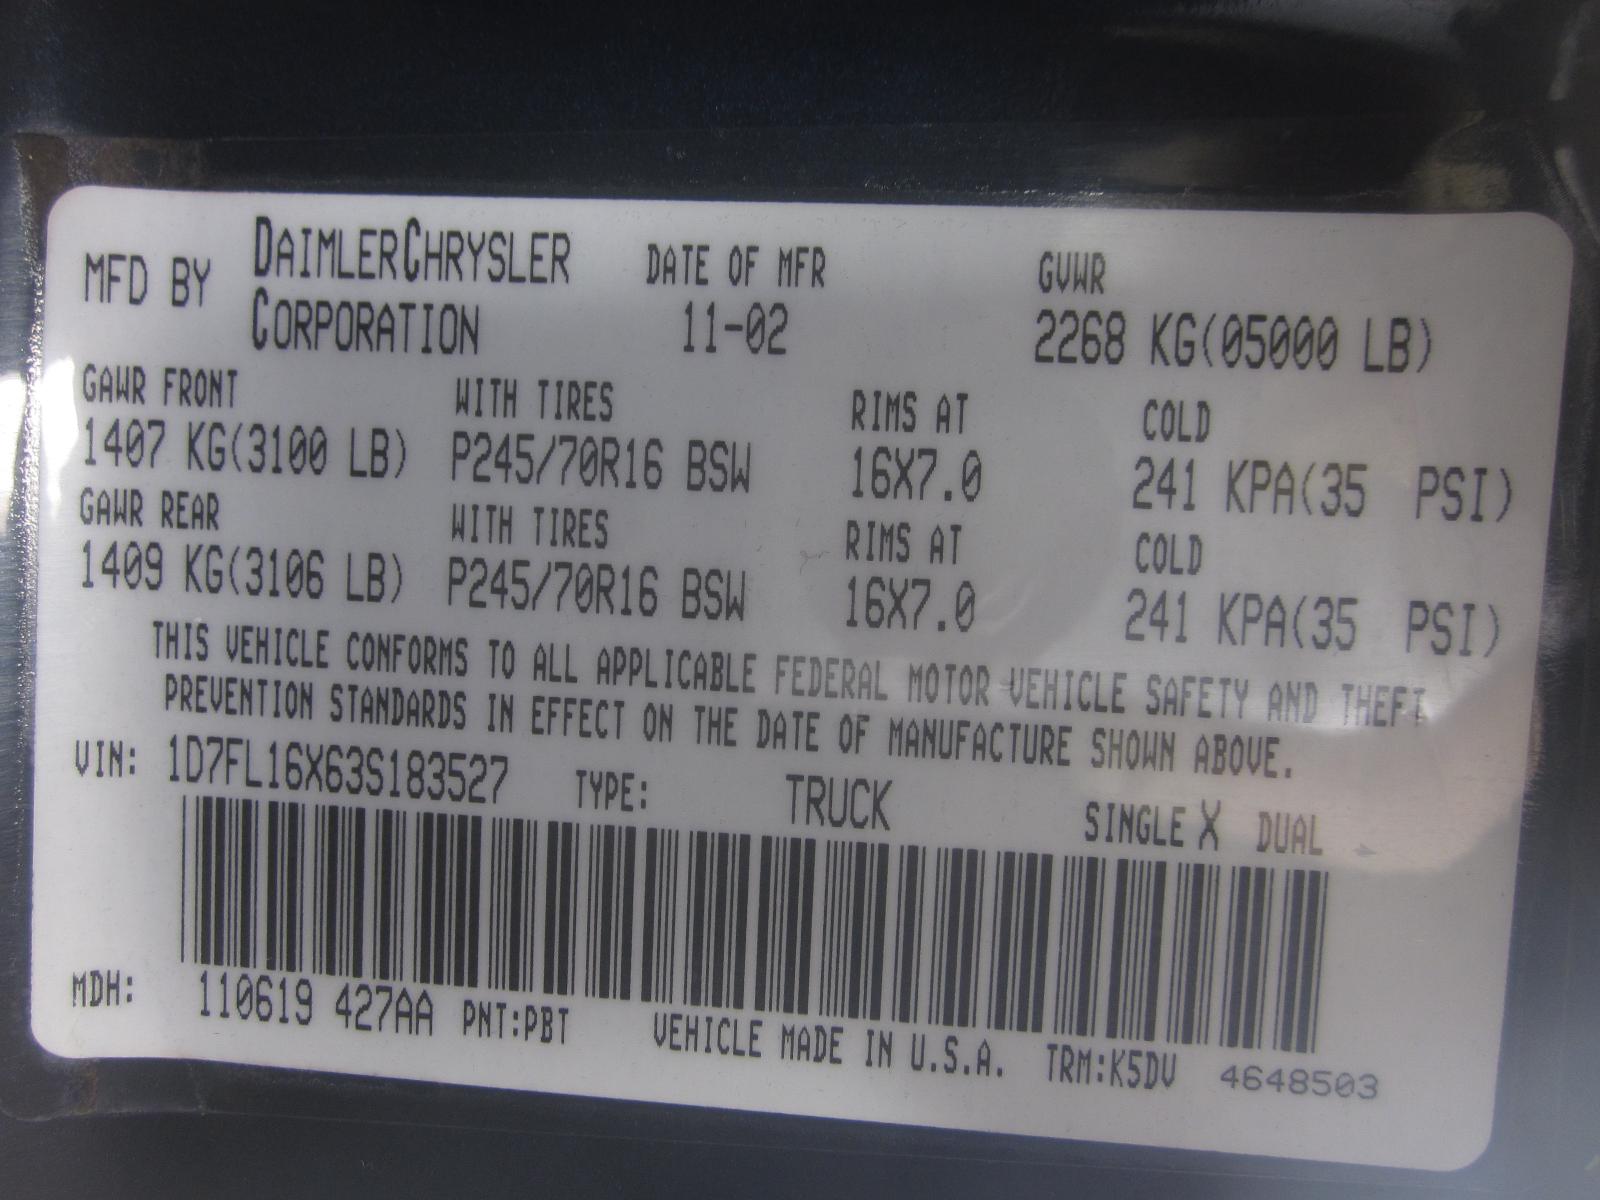 MFD BY DAIMLERCHRYSLER CORPORATION DATE OF MFR 11-02 GVWR 2268 KG(05000 LB)
GAWR FRONT WITH TIRES RIMS AT COLD
1407 KG(3100 LB) P245/70R16 BSW 16X7.0 241 KPA(35 PSI)
GAWR REAR WITH TIRES RIMS AT COLD
1409 KG(3106 LB) P245/70R16 BSW 16X7.0 241 KPA(35 PSI)
THIS VEHICLE CONFORMS TO ALL APPLICABLE FEDERAL MOTOR VEHICLE SAFETY AND THEFT
PREVENTION STANDARDS IN EFFECT ON THE DATE OF MANUFACTURE SHOWN ABOVE.
VIN: 1D7FL16X63S183527 TYPE: TRUCK SINGLE X DUAL
MDH: 110619 427AA PNT:PBT VEHICLE MADE IN U.S.A. TRM:K5DV 4648503